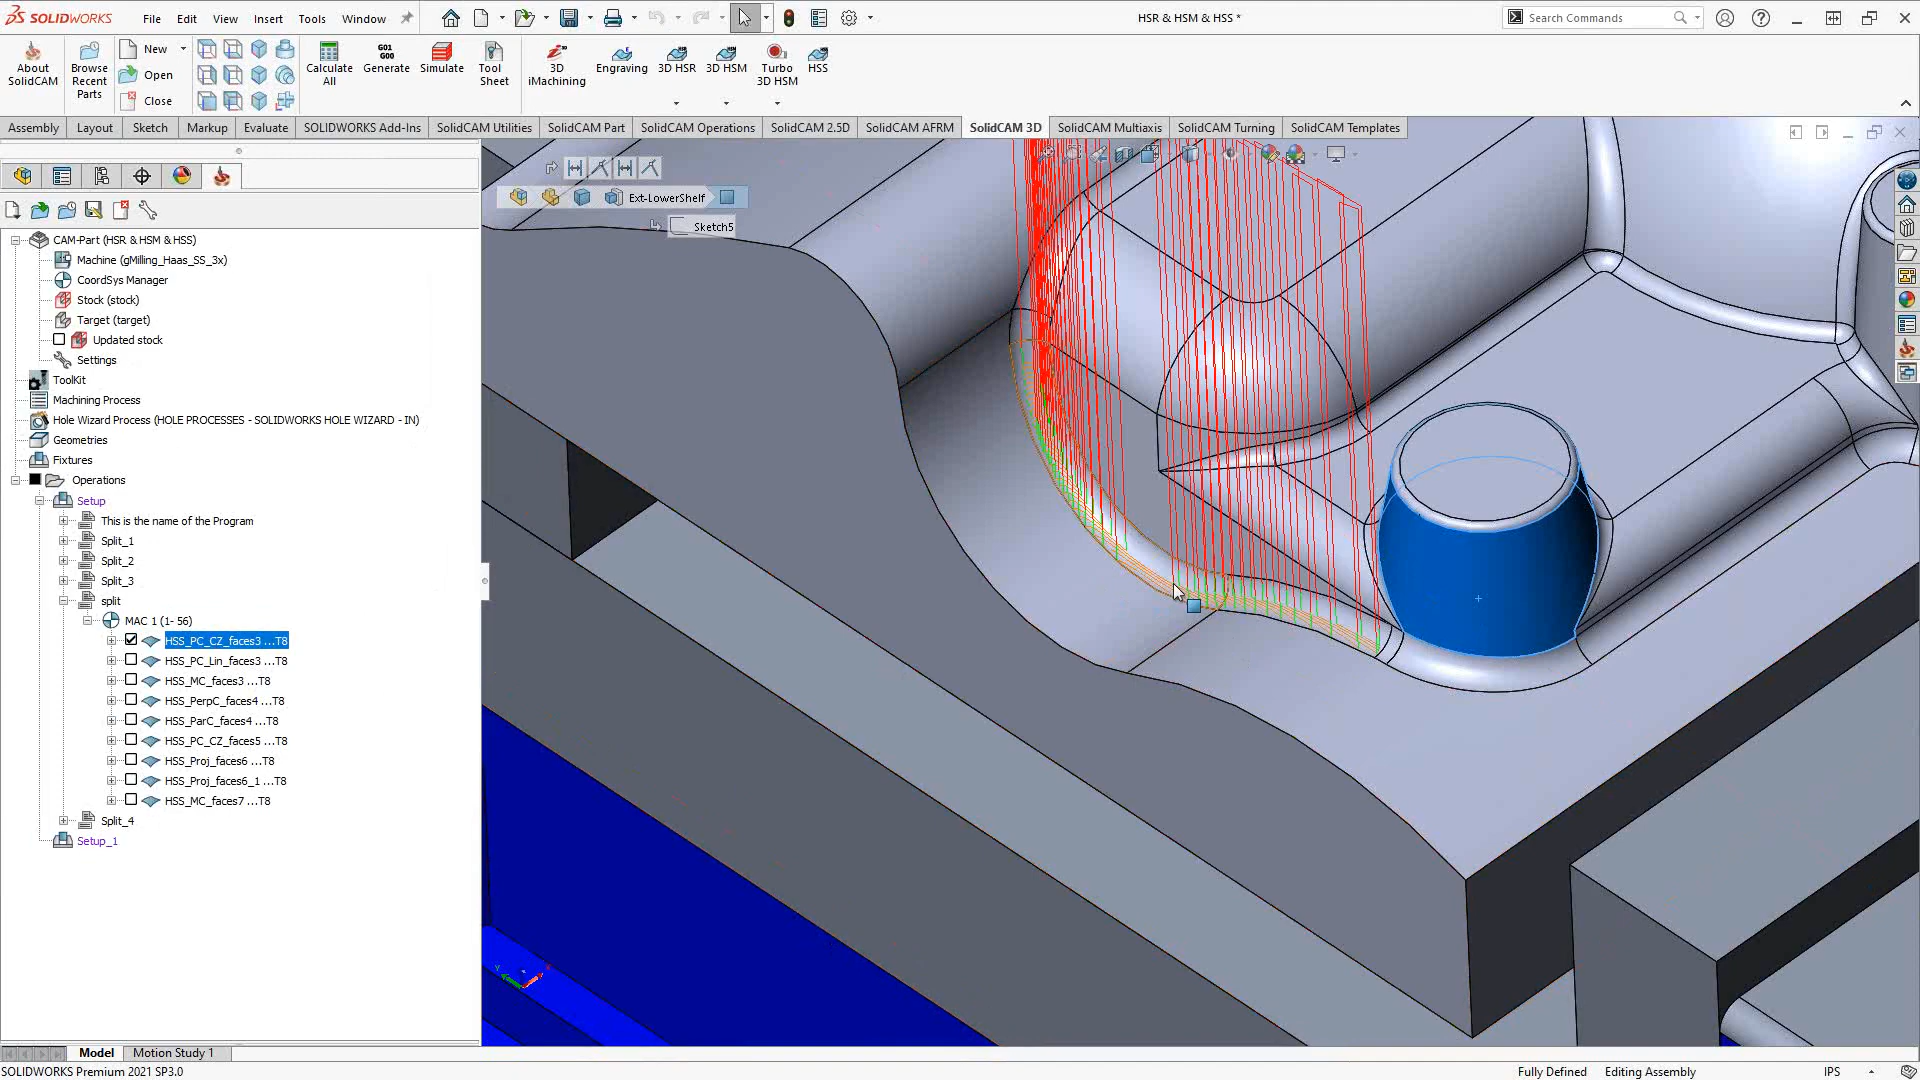 SOLIDWORKS File Edit View Insert Tools Window
HSR & HSM & HSS *
Search Commands
About SolidCAM
Browse Recent Parts
New
Open
Close
Calculate All
G01 G00
Generate
Simulate
Tool Sheet
3D iMachining
Engraving
3D HSR
3D HSM
Turbo 3D HSM
HSS
Assembly Layout Sketch Markup Evaluate SOLIDWORKS Add-Ins SolidCAM Utilities SolidCAM Part SolidCAM Operations SolidCAM 2.5D SolidCAM AFRM SolidCAM 3D SolidCAM Multiaxis SolidCAM Turning SolidCAM Templates
Ext-LowerShelf
Sketch5
CAM-Part (HSR & HSM & HSS)
Machine (gMilling_Haas_SS_3x)
CoordSys Manager
Stock (stock)
Target (target)
Updated stock
Settings
ToolKit
Machining Process
Hole Wizard Process (HOLE PROCESSES - SOLIDWORKS HOLE WIZARD - IN)
Geometries
Fixtures
Operations
Setup
This is the name of the Program
Split_1
Split_2
Split_3
split
MAC 1 (1- 56)
HSS_PC_CZ_faces3 ...T8
HSS_PC_Lin_faces3 ...T8
HSS_MC_faces3 ...T8
HSS_PerpC_faces4 ...T8
HSS_ParC_faces4 ...T8
HSS_PC_CZ_faces5 ...T8
HSS_Proj_faces6 ...T8
HSS_Proj_faces6_1 ...T8
HSS_MC_faces7 ...T8
Split_4
Setup_1
Model Motion Study 1
SOLIDWORKS Premium 2021 SP3.0
Fully Defined Editing Assembly IPS